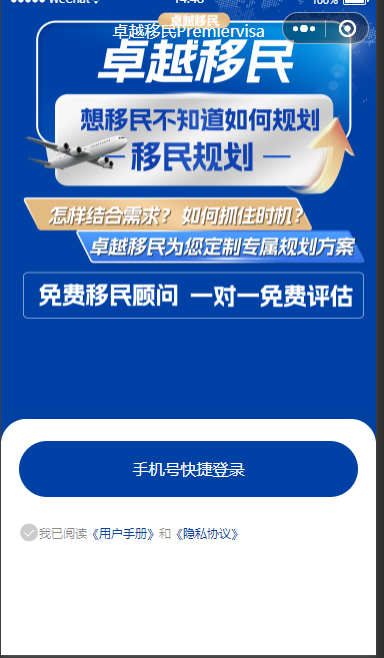 WeChat
14:46
100%
卓越移民
卓越移民Premiervisa
卓越移民
想移民不知道如何规划
移民规划
怎样结合需求？如何抓住时机？
卓越移民为您定制专属规划方案
免费移民顾问 一对一免费评估
手机号快捷登录
我已阅读《用户手册》和《隐私协议》